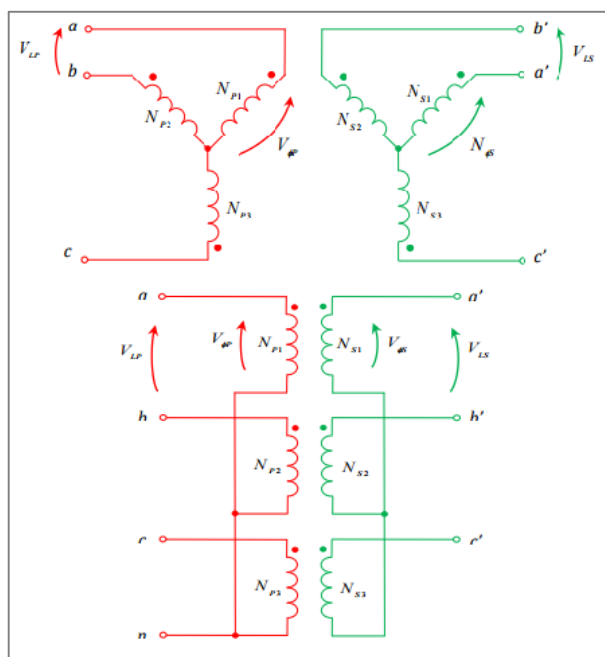 a
b'
V_LP
V_LS
b
a'
N_P1
N_S1
N_P2
N_S2
V_ϕP
N_ϕS
N_P3
N_S3
c
c'
a
a'
V_LP
V_ϕP
N_P1
N_S1
V_ϕS
V_LS
b
b'
N_P2
N_S2
c
c'
N_P3
N_S3
n